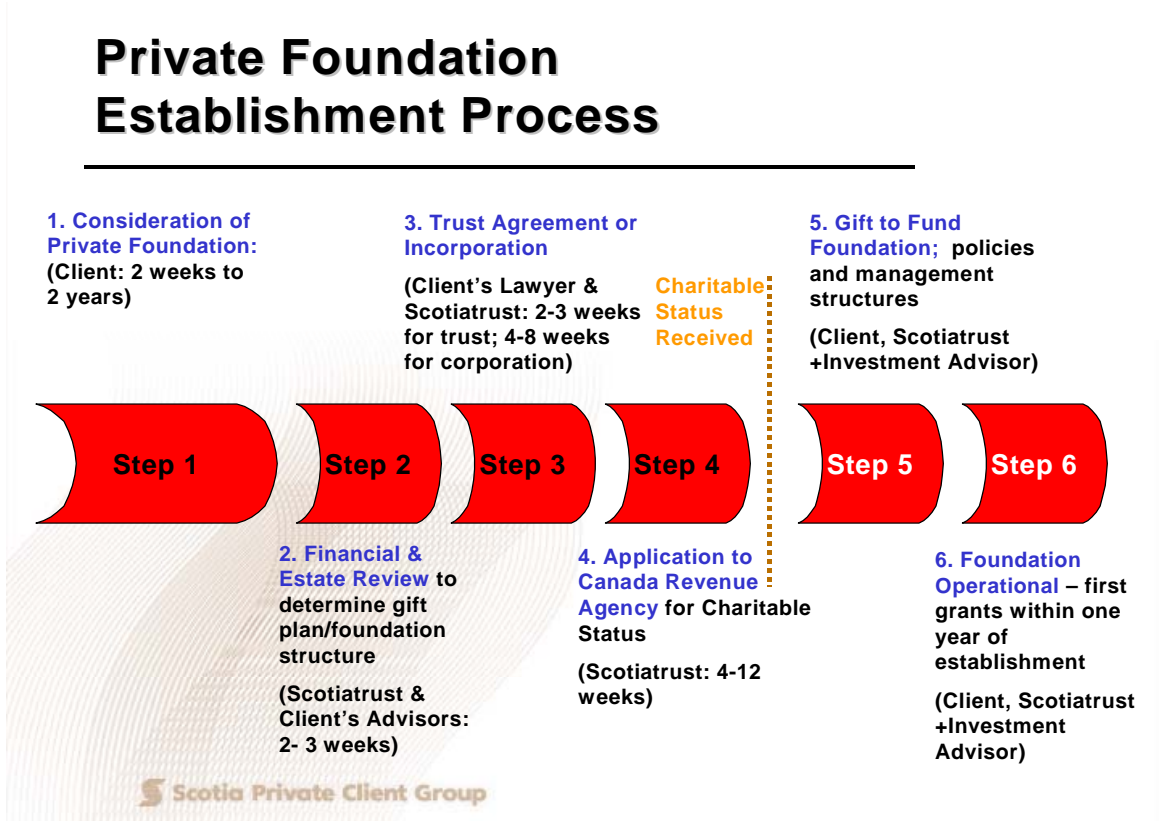 Private Foundation
Establishment Process
1. Consideration of
Private Foundation:
(Client: 2 weeks to
2 years)
3. Trust Agreement or
Incorporation
(Client's Lawyer &
Scotiatrust: 2-3 weeks
for trust; 4-8 weeks
for corporation)
Charitable
Status
Received
5. Gift to Fund
Foundation; policies
and management
structures
(Client, Scotiatrust
+Investment Advisor)
Step 1
Step 2
Step 3
Step 4
Step 5
Step 6
2. Financial &
Estate Review to
determine gift
plan/foundation
structure
(Scotiatrust &
Client's Advisors:
2- 3 weeks)
4. Application to
Canada Revenue
Agency for Charitable
Status
(Scotiatrust: 4-12
weeks)
6. Foundation
Operational – first
grants within one
year of
establishment
(Client, Scotiatrust
+Investment
Advisor)
Scotia Private Client Group